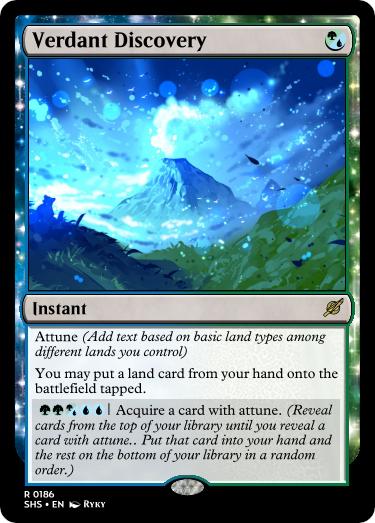 Verdant Discovery
Instant
Attune (Add text based on basic land types among
different lands you control)
You may put a land card from your hand onto the
battlefield tapped.
| Acquire a card with attune. (Reveal
cards from the top of your library until you reveal a
card with attune.. Put that card into your hand and
the rest on the bottom of your library in a random
order.)
R 0186
SHS • EN Ryky